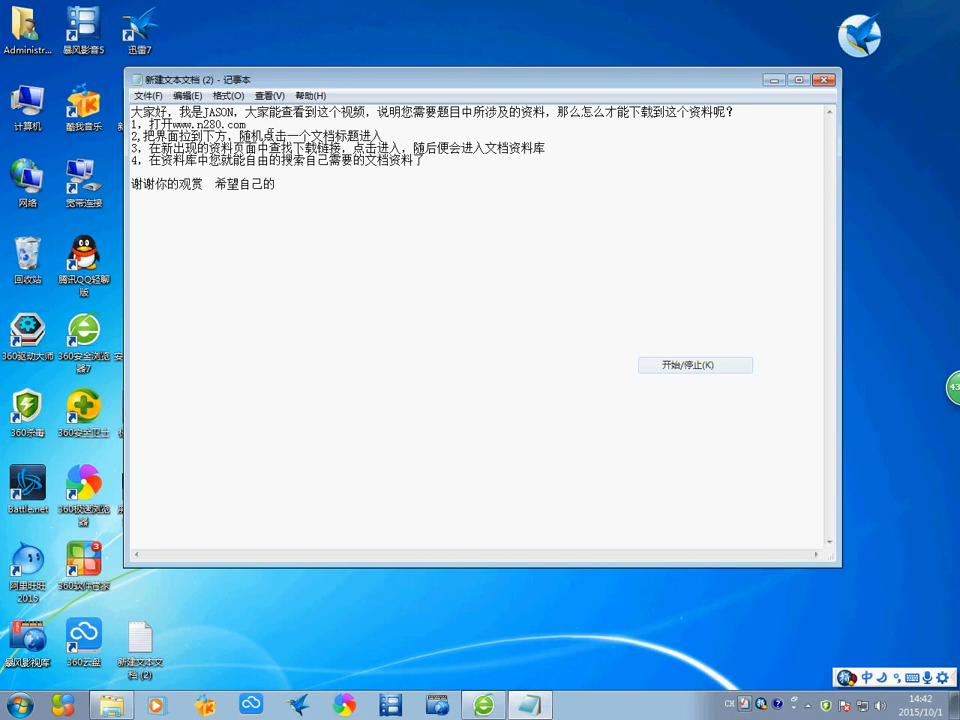 Administr...
暴风影音5
迅雷7
计算机
酷我音乐
网络
宽带连接
回收站
腾讯QQ轻聊版
360驱动大师
360安全浏览器7
360杀毒
360安全卫士
Battle.net
360极速浏览器
阿里旺旺2015
360软件管家
3
暴风影视库
360云盘
新建文本文档 (2)
新建文本文档 (2) - 记事本
文件(F) 编辑(E) 格式(O) 查看(V) 帮助(H)
大家好，我是JASON，大家能查看到这个视频，说明您需要题目中所涉及的资料，那么怎么才能下载到这个资料呢？
1，打开www.n280.com
2,把界面拉到下方，随机点击一个文档标题进入
3，在新出现的资料页面中查找下载链接，点击进入，随后便会进入文档资料库
4，在资料库中您就能自由的搜索自己需要的文档资料了
谢谢你的观赏 希望自己的
开始/停止(K)
43
中
CH
14:42
2015/10/1